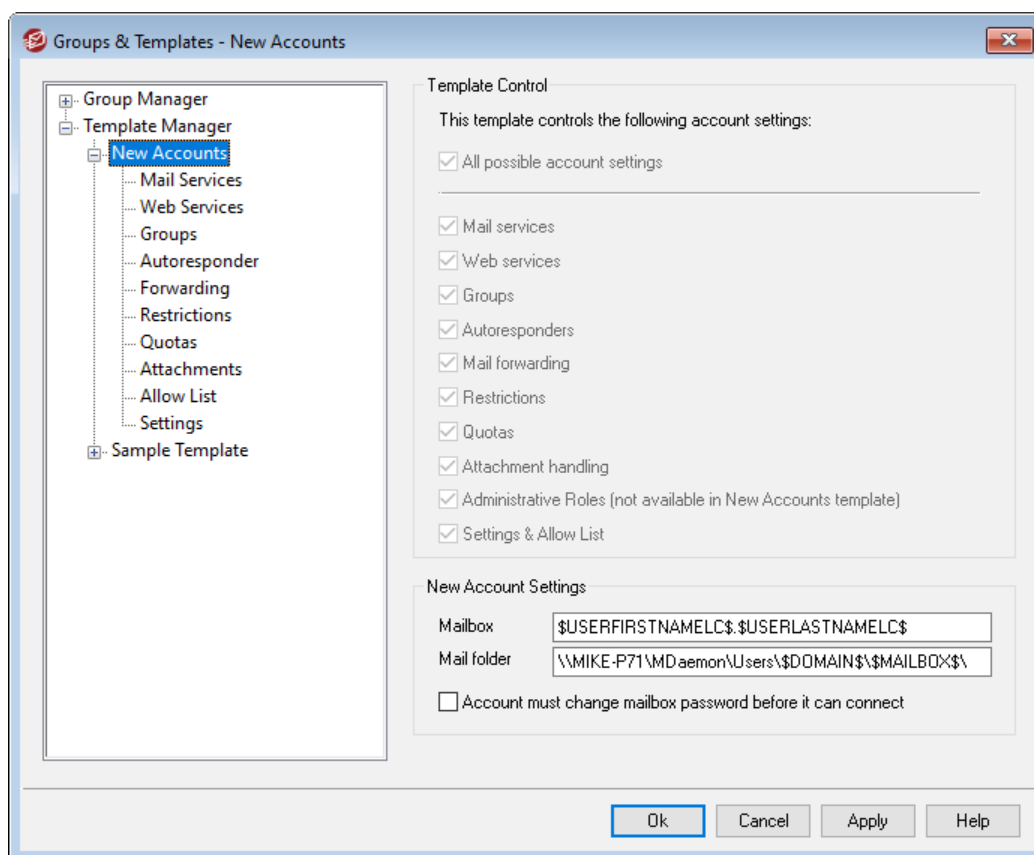 Groups & Templates - New Accounts
Group Manager
Template Manager
New Accounts
Mail Services
Web Services
Groups
Autoresponder
Forwarding
Restrictions
Quotas
Attachments
Allow List
Settings
Sample Template
Template Control
This template controls the following account settings:
All possible account settings
Mail services
Web services
Groups
Autoresponders
Mail forwarding
Restrictions
Quotas
Attachment handling
Administrative Roles (not available in New Accounts template)
Settings & Allow List
New Account Settings
Mailbox $USERFIRSTNAMELC$.$USERLASTNAMELC$
Mail folder \\MIKE-P71\MDaemon\Users\$DOMAIN$\$MAILBOX$\
Account must change mailbox password before it can connect
Ok Cancel Apply Help